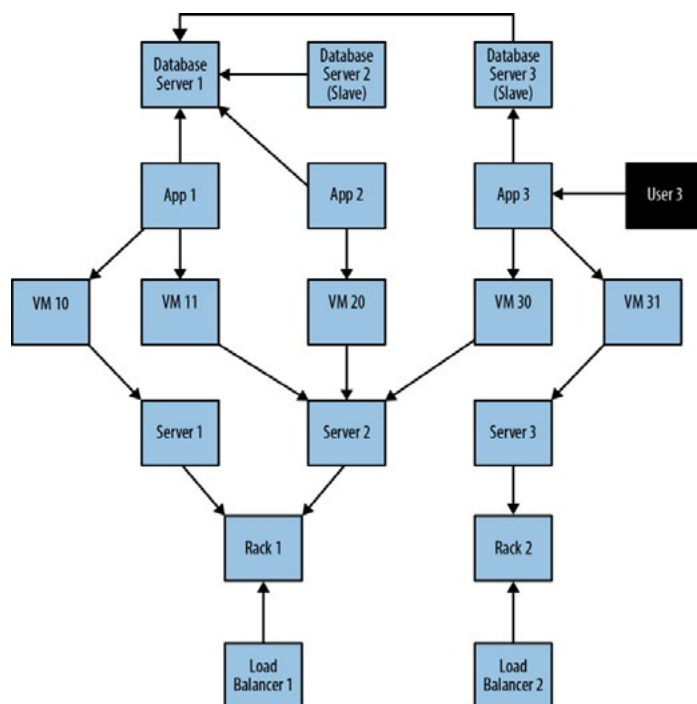 Database
Server 1
Database
Server 2
(Slave)
Database
Server 3
(Slave)
App 1
App 2
App 3
User 3
VM 10
VM 11
VM 20
VM 30
VM 31
Server 1
Server 2
Server 3
Rack 1
Rack 2
Load
Balancer 1
Load
Balancer 2